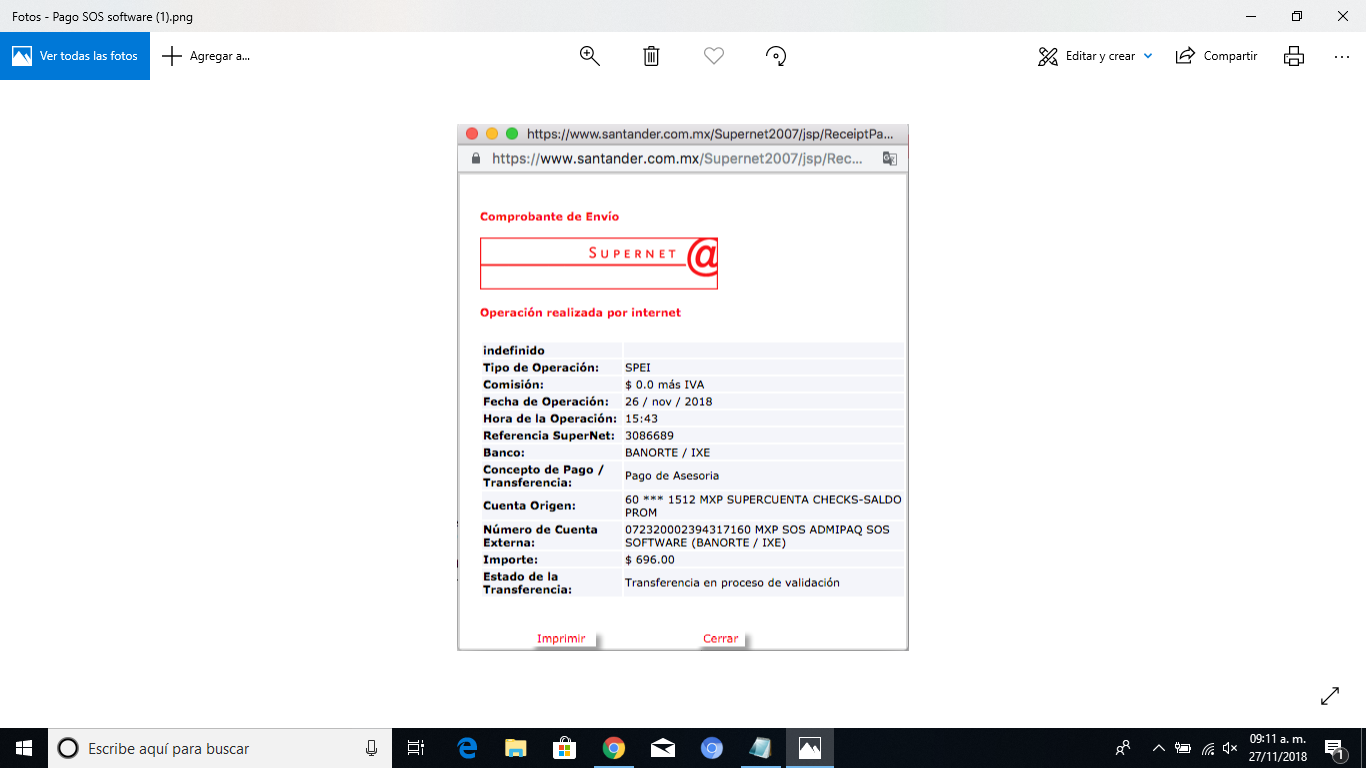 Fotos - Pago SOS software (1).png
Ver todas las fotos
Agregar a...
Editar y crear
Compartir
https://www.santander.com.mx/Supernet2007/jsp/ReceiptPa...
https://www.santander.com.mx/Supernet2007/jsp/Rec...
Comprobante de Envío
SUPERNET @
Operación realizada por internet
indefinido
Tipo de Operación: SPEI
Comisión: $ 0.0 más IVA
Fecha de Operación: 26 / nov / 2018
Hora de la Operación: 15:43
Referencia SuperNet: 3086689
Banco: BANORTE / IXE
Concepto de Pago /
Transferencia: Pago de Asesoria
Cuenta Origen: 60 *** 1512 MXP SUPERCUENTA CHECKS-SALDO
PROM
Número de Cuenta
Externa: 072320002394317160 MXP SOS ADMIPAQ SOS
SOFTWARE (BANORTE / IXE)
Importe: $ 696.00
Estado de la
Transferencia: Transferencia en proceso de validación
Imprimir
Cerrar
Escribe aquí para buscar
09:11 a. m.
27/11/2018
1